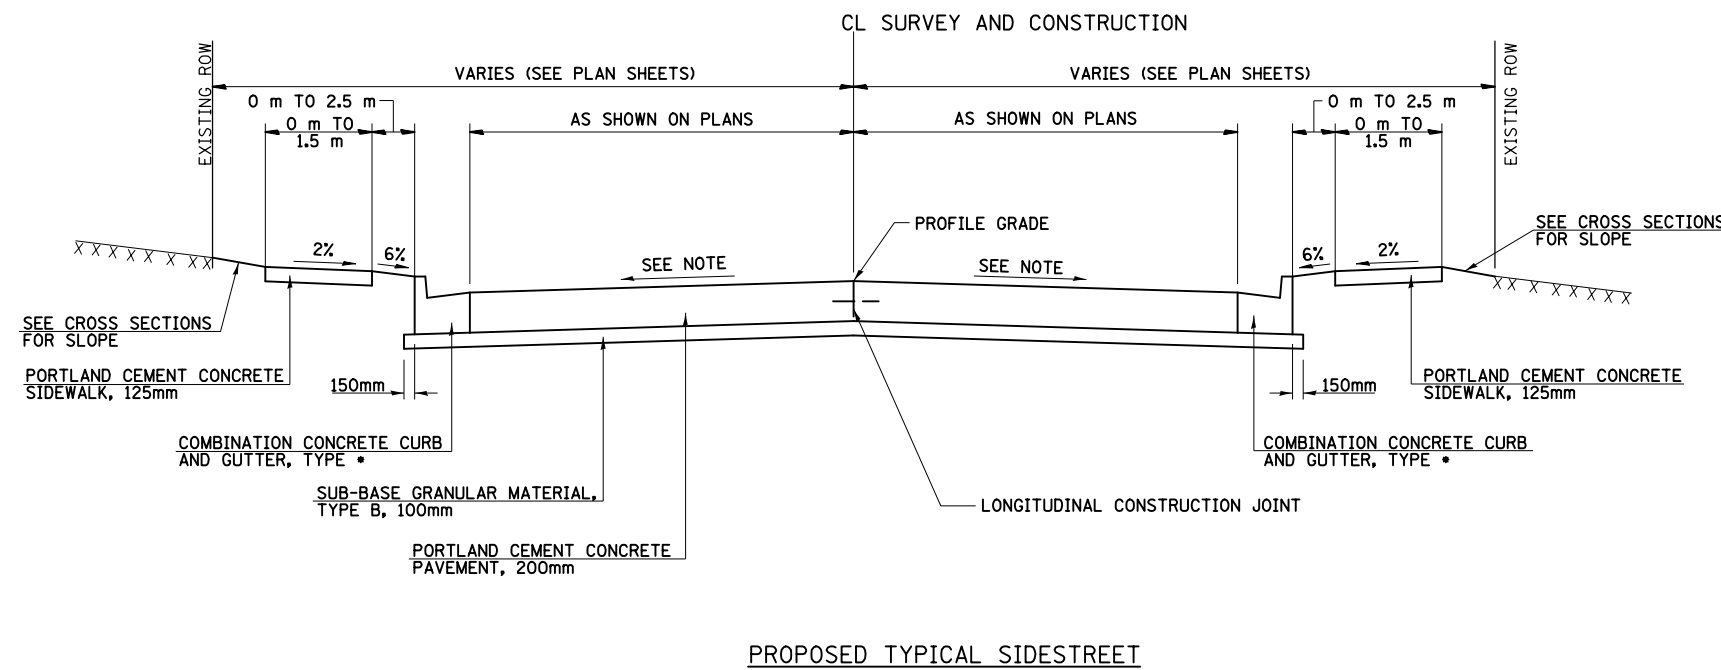 CL SURVEY AND CONSTRUCTION
EXISTING ROW
VARIES (SEE PLAN SHEETS)
VARIES (SEE PLAN SHEETS)
EXISTING ROW
0 m TO 2.5 m
0 m TO
1.5 m
AS SHOWN ON PLANS
AS SHOWN ON PLANS
0 m TO 2.5 m
0 m TO
1.5 m
PROFILE GRADE
SEE CROSS SECTIONS
FOR SLOPE
2%
6%
SEE NOTE
SEE NOTE
6%
2%
SEE CROSS SECTIONS
FOR SLOPE
PORTLAND CEMENT CONCRETE
SIDEWALK, 125mm
150mm
150mm
PORTLAND CEMENT CONCRETE
SIDEWALK, 125mm
COMBINATION CONCRETE CURB
AND GUTTER, TYPE *
COMBINATION CONCRETE CURB
AND GUTTER, TYPE *
SUB-BASE GRANULAR MATERIAL,
TYPE B, 100mm
LONGITUDINAL CONSTRUCTION JOINT
PORTLAND CEMENT CONCRETE
PAVEMENT, 200mm
PROPOSED TYPICAL SIDESTREET